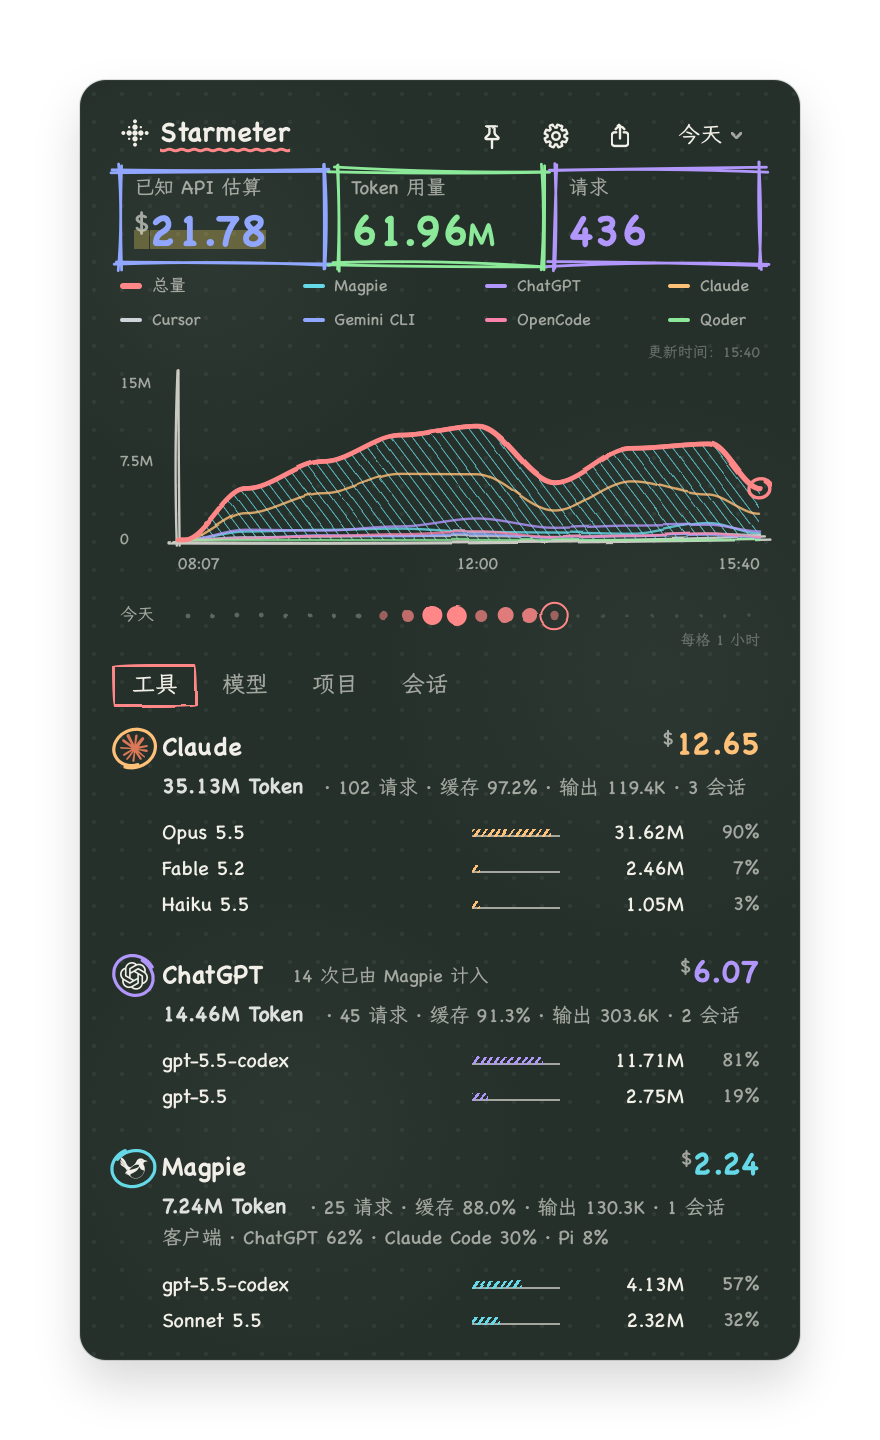 Starmeter 今天
已知 API 估算 Token 用量 请求
$21.78 61.96M 436
总量 Magpie ChatGPT Claude
Cursor Gemini CLI OpenCode Qoder
更新时间: 15:40
15M
7.5M
0
08:07 12:00 15:40
今天
每格 1 小时
工具 模型 项目 会话
Claude $12.65
35.13M Token · 102 请求 · 缓存 97.2% · 输出 119.4K · 3 会话
Opus 5.5 31.62M 90%
Fable 5.2 2.46M 7%
Haiku 5.5 1.05M 3%
ChatGPT 14 次已由 Magpie 计入 $6.07
14.46M Token · 45 请求 · 缓存 91.3% · 输出 303.6K · 2 会话
gpt-5.5-codex 11.71M 81%
gpt-5.5 2.75M 19%
Magpie $2.24
7.24M Token · 25 请求 · 缓存 88.0% · 输出 130.3K · 1 会话
客户端 · ChatGPT 62% · Claude Code 30% · Pi 8%
gpt-5.5-codex 4.13M 57%
Sonnet 5.5 2.32M 32%